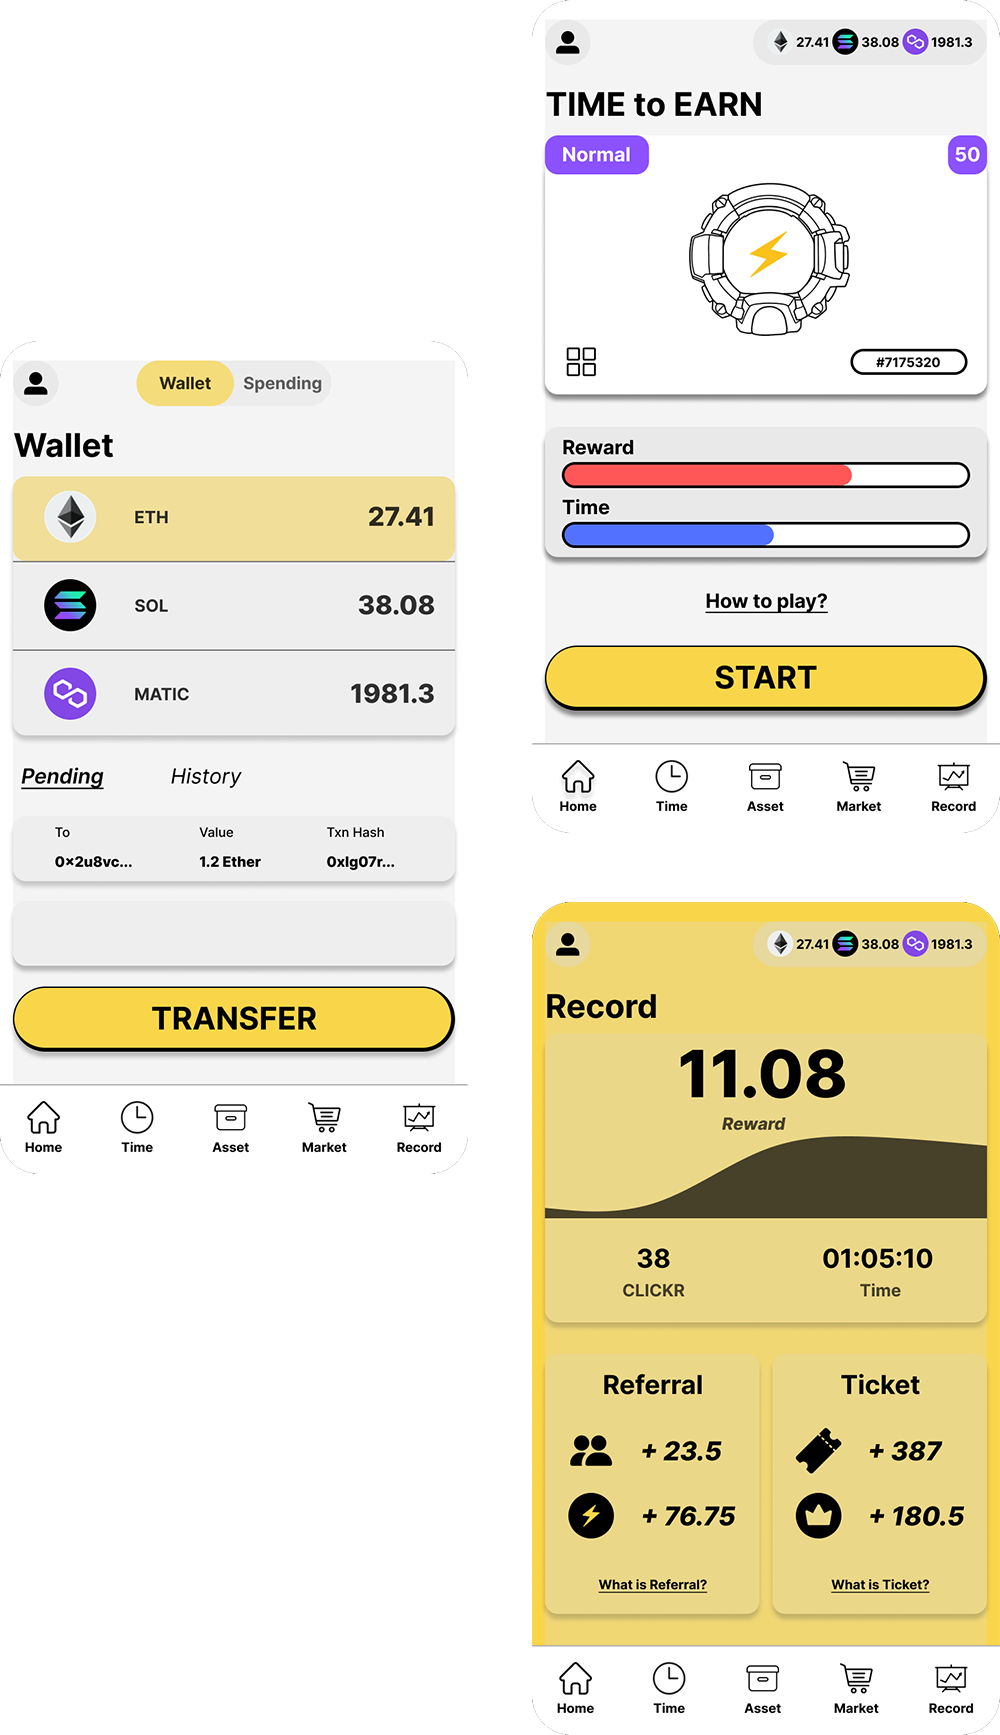 Wallet Spending
Wallet
ETH 27.41
SOL 38.08
MATIC 1981.3
Pending History
To Value Txn Hash
0x2u8vc... 1.2 Ether 0xlg07r...
TRANSFER
Home Time Asset Market Record
27.41 38.08 1981.3
TIME to EARN
Normal 50
#7175320
Reward
Time
How to play?
START
Home Time Asset Market Record
27.41 38.08 1981.3
Record
11.08
Reward
38 01:05:10
CLICKR Time
Referral Ticket
+ 23.5 + 387
+ 76.75 + 180.5
What is Referral? What is Ticket?
Home Time Asset Market Record